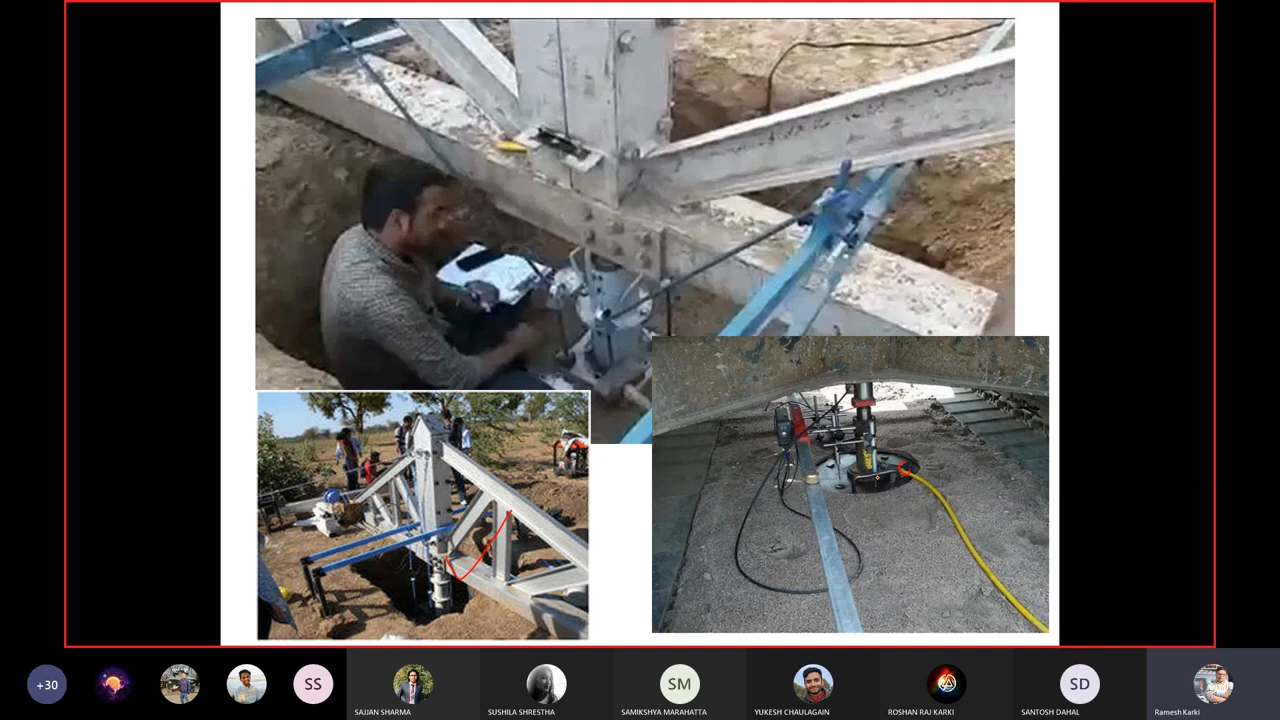 +30
SS
SAJJAN SHARMA
SUSHILA SHRESTHA
SM
SAMIKSHYA MARAHATTA
YUKESH CHAULAGAIN
ROSHAN RAJ KARKI
SD
SANTOSH DAHAL
Ramesh Karki